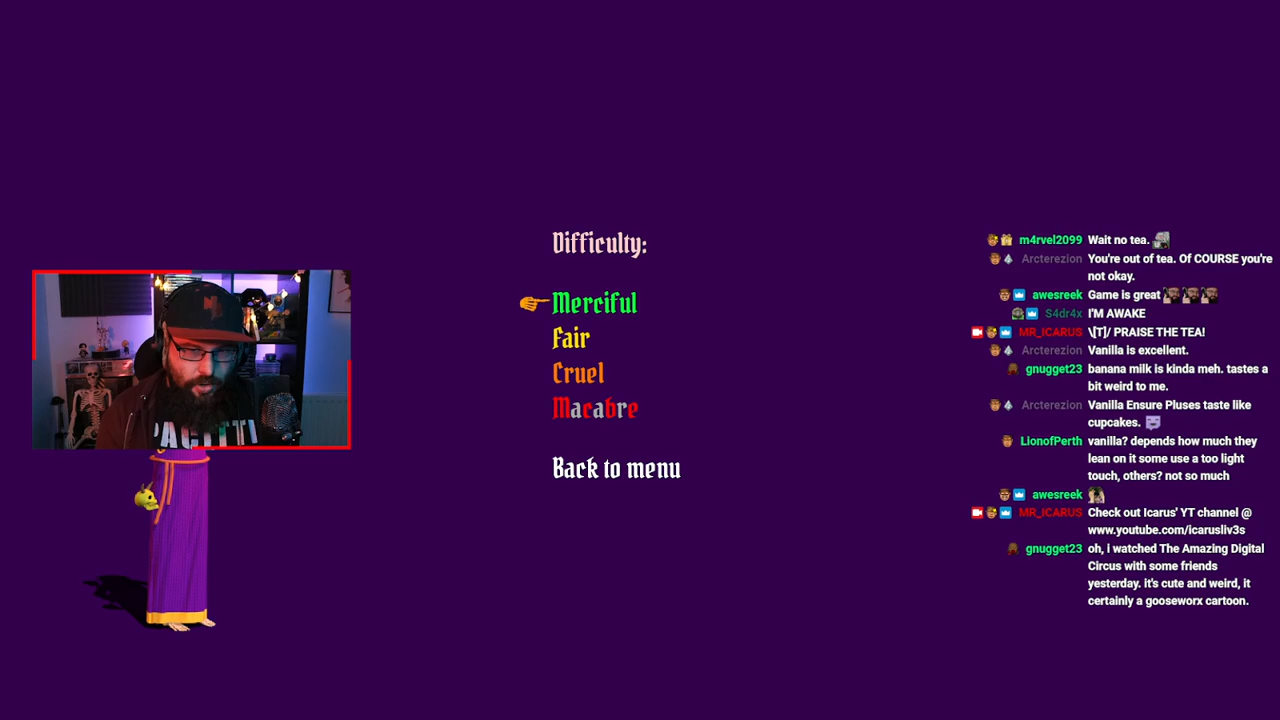 Difficulty:
Merciful
Fair
Cruel
Macabre
Back to menu
PACITTI
m4rvel2099 Wait no tea.
Arcterezion You're out of tea. Of COURSE you're
not okay.
awesreek Game is great
S4dr4x I'M AWAKE
MR_ICARUS \[T]/ PRAISE THE TEA!
Arcterezion Vanilla is excellent.
gnugget23 banana milk is kinda meh. tastes a
bit weird to me.
Arcterezion Vanilla Ensure Pluses taste like
cupcakes.
LionofPerth vanilla? depends how much they
lean on it some use a too light
touch, others? not so much
awesreek
MR_ICARUS Check out Icarus' YT channel @
www.youtube.com/icarusliv3s
gnugget23 oh, i watched The Amazing Digital
Circus with some friends
yesterday. it's cute and weird, it
certainly a gooseworx cartoon.